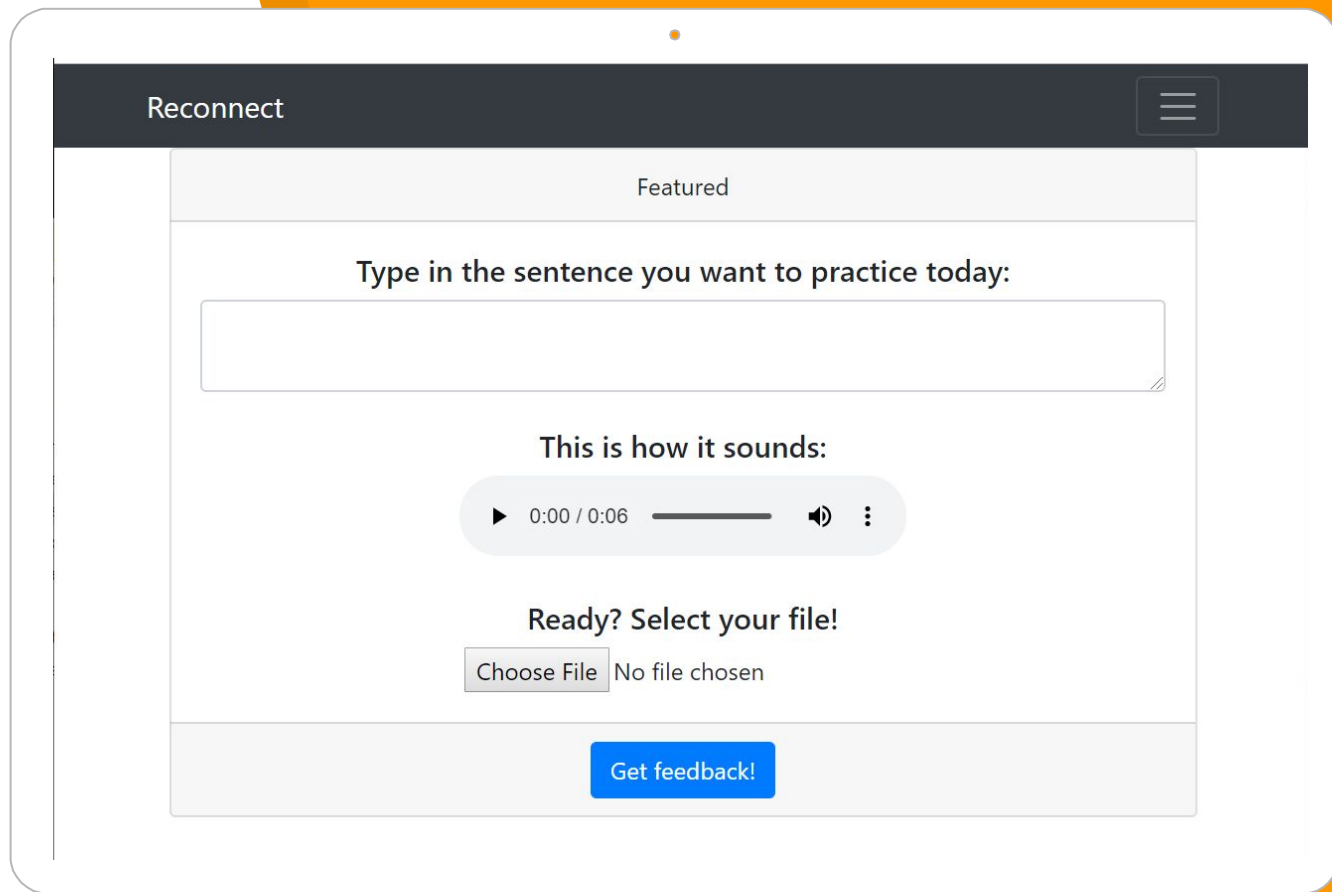 Reconnect
Featured
Type in the sentence you want to practice today:
This is how it sounds:
0:00 / 0:06
Ready? Select your file!
Choose File No file chosen
Get feedback!